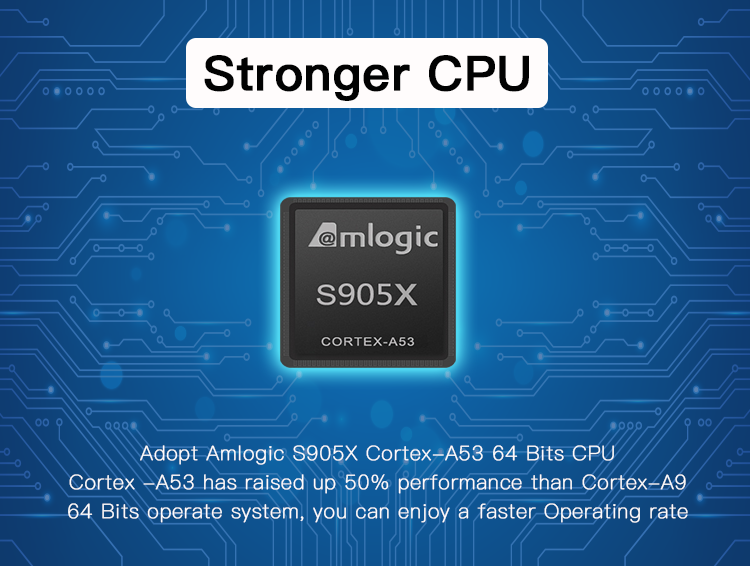 Stronger CPU
@mlogic
S905X
CORTEX-A53
Adopt Amlogic S905X Cortex-A53 64 Bits CPU
Cortex -A53 has raised up 50% performance than Cortex-A9
64 Bits operate system, you can enjoy a faster Operating rate